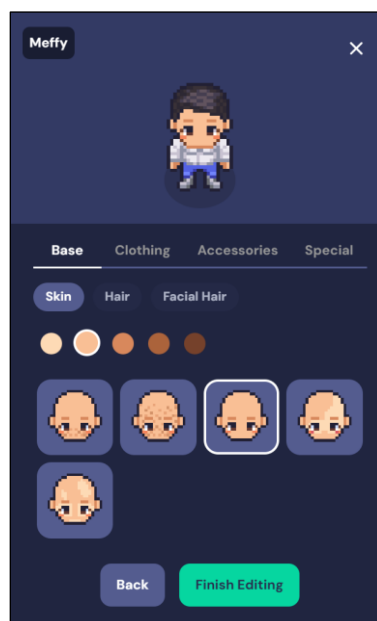 Meffy
Base Clothing Accessories Special
Skin Hair Facial Hair
Back Finish Editing